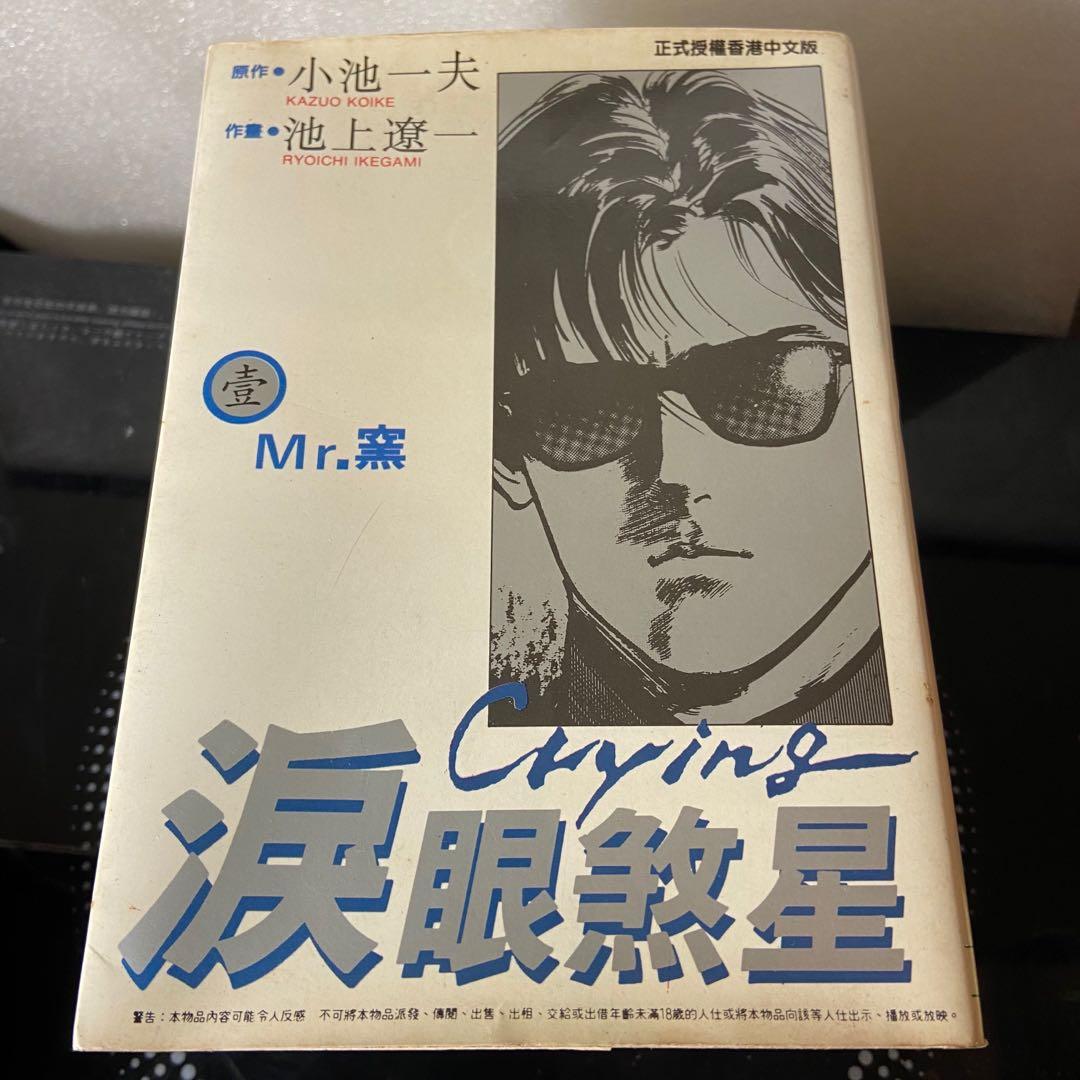 正式授權香港中文版
原作・小池一夫
KAZUO KOIKE
作畫・池上遼一
RYOICHI IKEGAMI
壹
Mr.窯
Crying
淚眼煞星
警告：本物品內容可能令人反感 不可將本物品派發、傳閱、出售、出租、交給或出借年齡未滿18歲的人仕或將本物品向該等人仕出示、播放或放映。